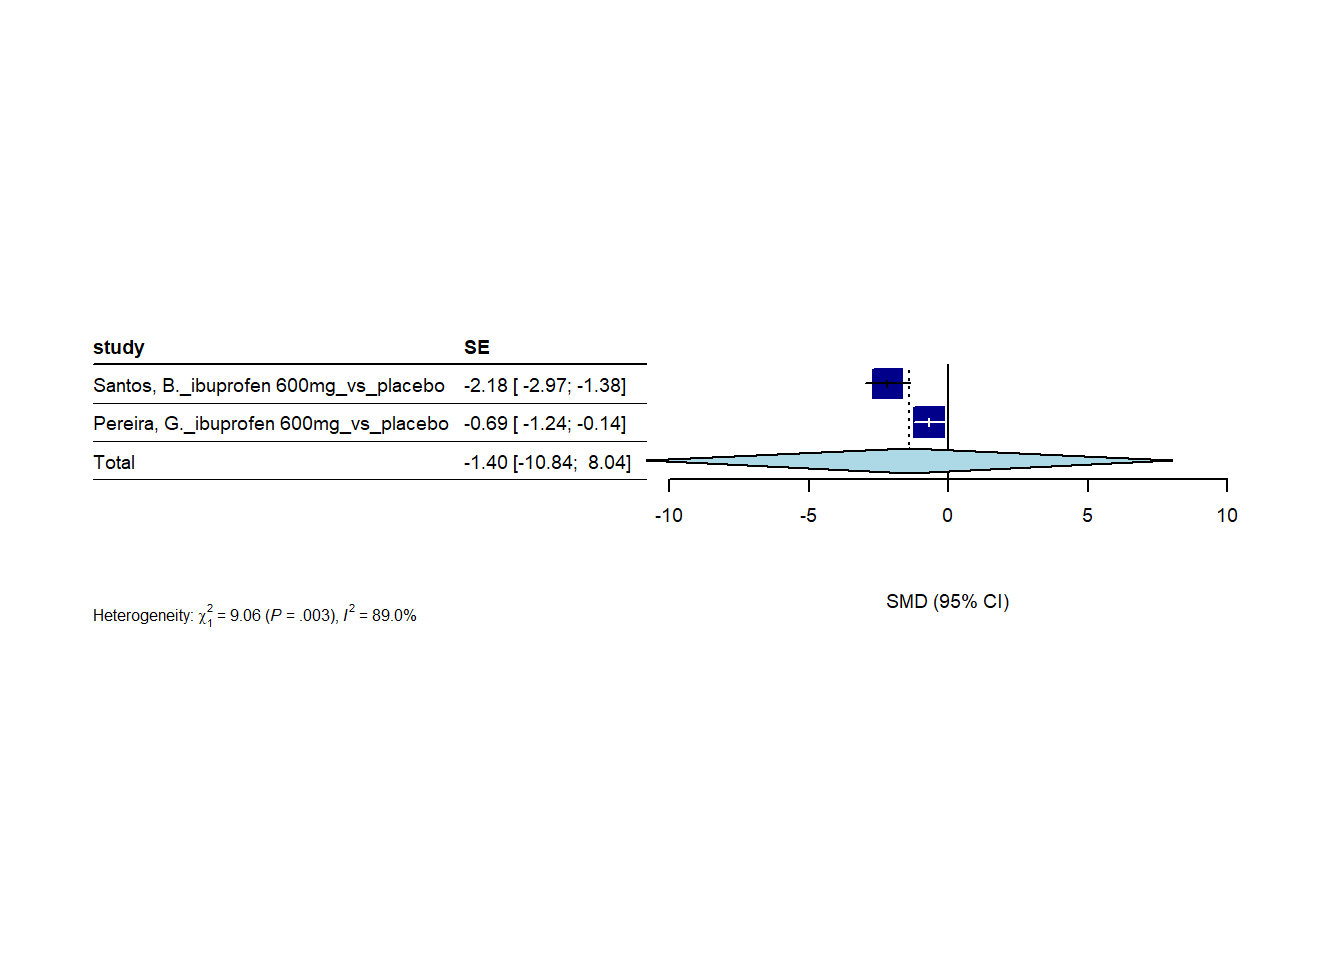 study SE
Santos, B._ibuprofen 600mg_vs_placebo -2.18 [ -2.97; -1.38]
Pereira, G._ibuprofen 600mg_vs_placebo -0.69 [ -1.24; -0.14]
Total -1.40 [-10.84;  8.04]
-10 -5 0 5 10
SMD (95% CI)
Heterogeneity: χ²₁ = 9.06 (P = .003), I² = 89.0%